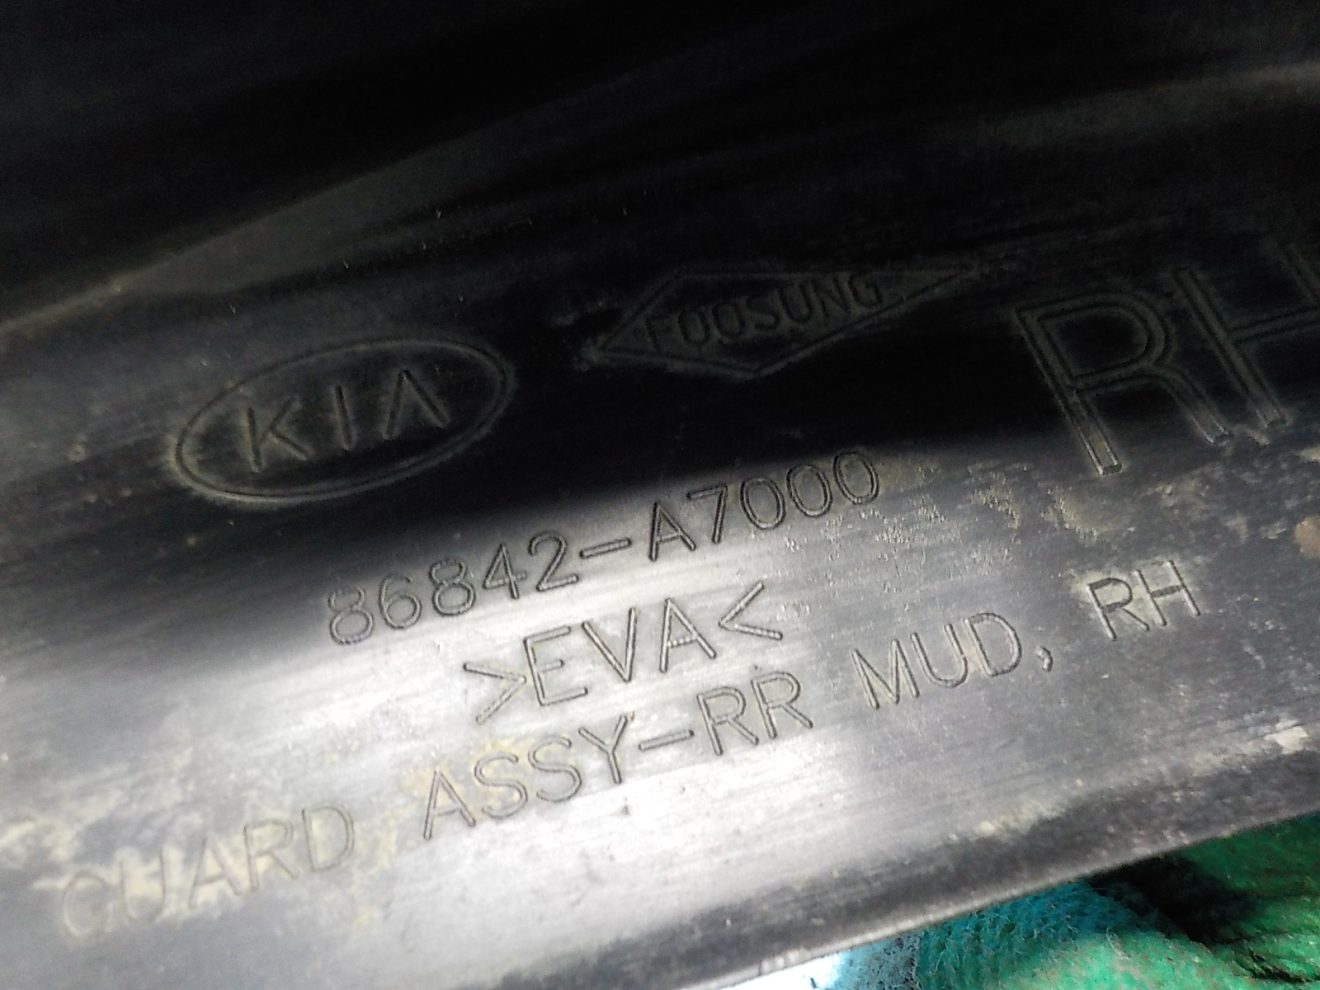 KIA FOOSUNG RH
86842-A7000
>EVA<
GUARD ASSY-RR MUD, RH